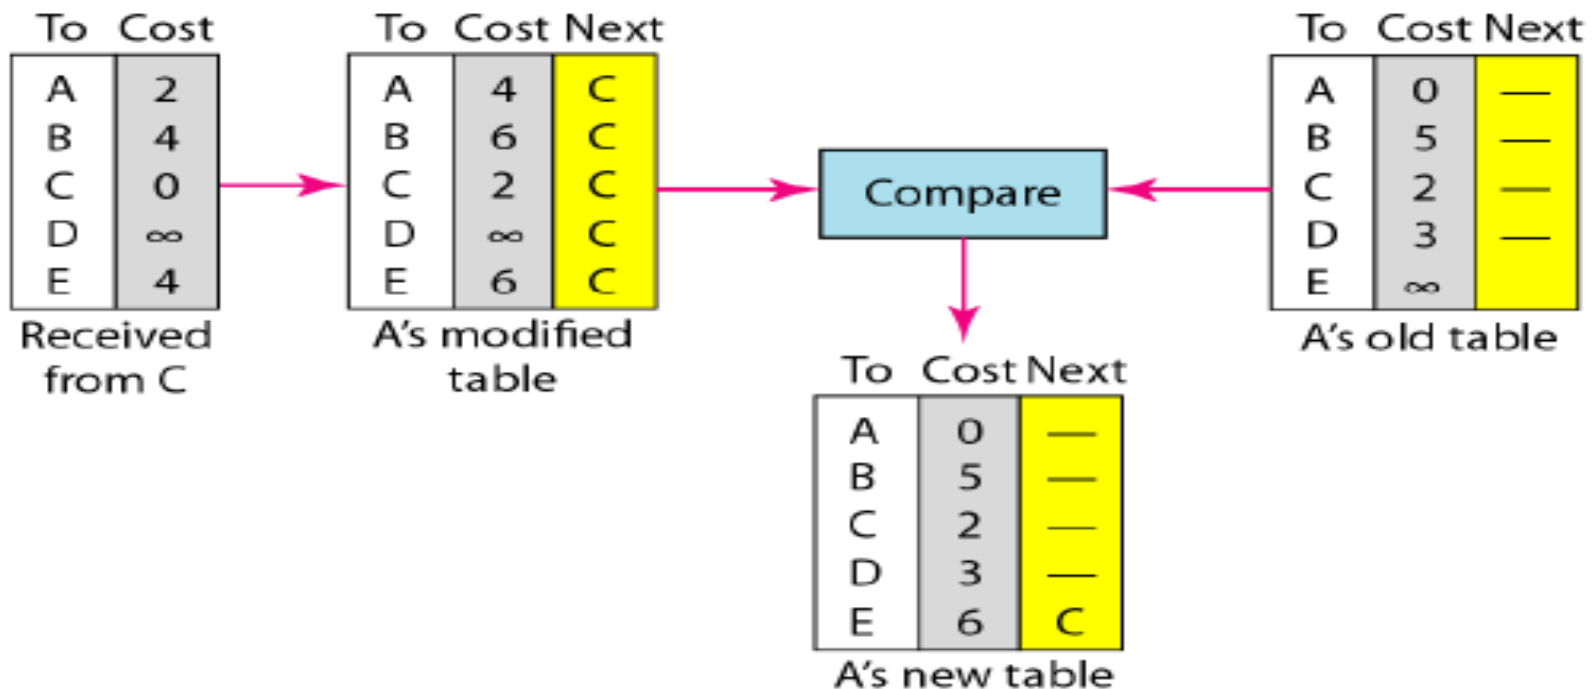 To Cost
A 2
B 4
C 0
D ∞
E 4
Received
from C
To Cost Next
A 4 C
B 6 C
C 2 C
D ∞ C
E 6 C
A's modified
table
Compare
To Cost Next
A 0 —
B 5 —
C 2 —
D 3 —
E ∞
A's old table
To Cost Next
A 0 —
B 5 —
C 2 —
D 3 —
E 6 C
A's new table